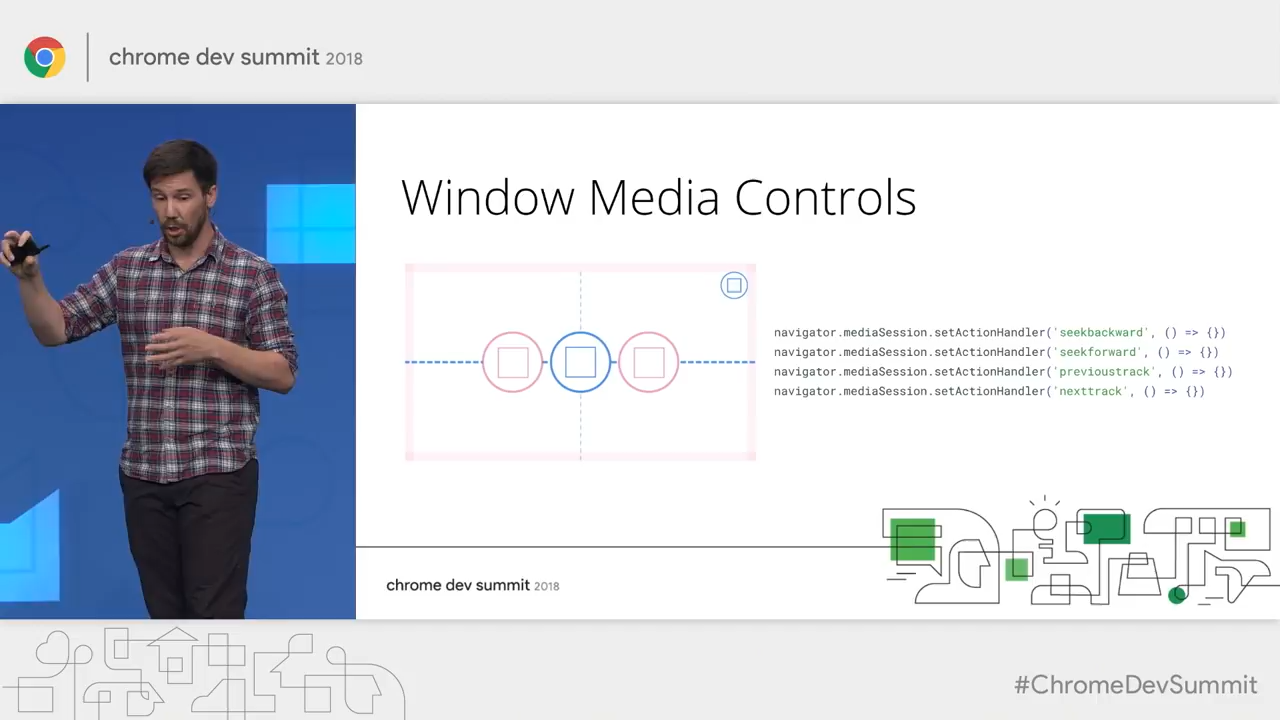 chrome dev summit 2018
Window Media Controls
navigator.mediaSession.setActionHandler('seekbackward', () => {})
navigator.mediaSession.setActionHandler('seekforward', () => {})
navigator.mediaSession.setActionHandler('previoustrack', () => {})
navigator.mediaSession.setActionHandler('nexttrack', () => {})
chrome dev summit 2018
#ChromeDevSummit